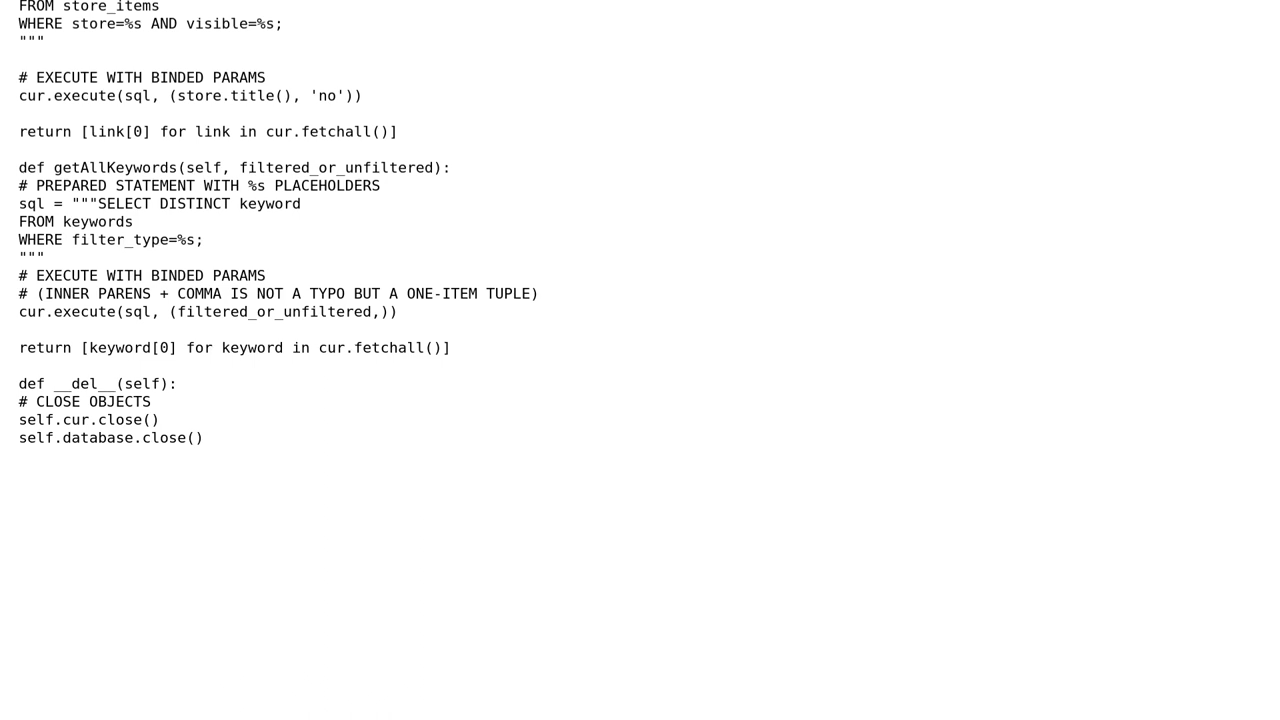 FROM store_items
WHERE store=%s AND visible=%s;
"""
# EXECUTE WITH BINDED PARAMS
cur.execute(sql, (store.title(), 'no'))
return [link[0] for link in cur.fetchall()]
def getAllKeywords(self, filtered_or_unfiltered):
# PREPARED STATEMENT WITH %s PLACEHOLDERS
sql = """SELECT DISTINCT keyword
FROM keywords
WHERE filter_type=%s;
"""
# EXECUTE WITH BINDED PARAMS
# (INNER PARENS + COMMA IS NOT A TYPO BUT A ONE-ITEM TUPLE)
cur.execute(sql, (filtered_or_unfiltered,))
return [keyword[0] for keyword in cur.fetchall()]
def __del__(self):
# CLOSE OBJECTS
self.cur.close()
self.database.close()